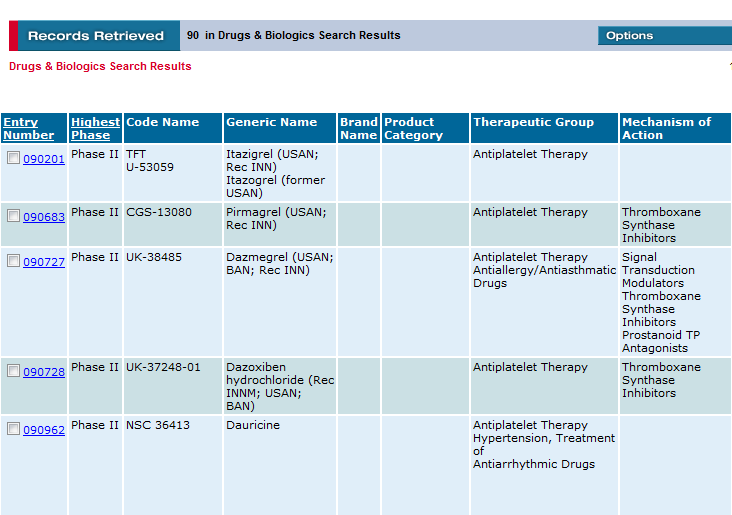 Records Retrieved
90 in Drugs & Biologics Search Results
Options
Drugs & Biologics Search Results
Entry Number
Highest Phase
Code Name
Generic Name
Brand Name
Product Category
Therapeutic Group
Mechanism of Action
090201
Phase II
TFT
U-53059
Itazigrel (USAN;
Rec INN)
Itazogrel (former
USAN)
Antiplatelet Therapy
090683
Phase II
CGS-13080
Pirmagrel (USAN;
Rec INN)
Antiplatelet Therapy
Thromboxane
Synthase
Inhibitors
090727
Phase II
UK-38485
Dazmegrel (USAN;
BAN; Rec INN)
Antiplatelet Therapy
Antiallergy/Antiasthmatic
Drugs
Signal
Transduction
Modulators
Thromboxane
Synthase
Inhibitors
Prostanoid TP
Antagonists
090728
Phase II
UK-37248-01
Dazoxiben
hydrochloride (Rec
INNM; USAN;
BAN)
Antiplatelet Therapy
Thromboxane
Synthase
Inhibitors
090962
Phase II
NSC 36413
Dauricine
Antiplatelet Therapy
Hypertension, Treatment
of
Antiarrhythmic Drugs